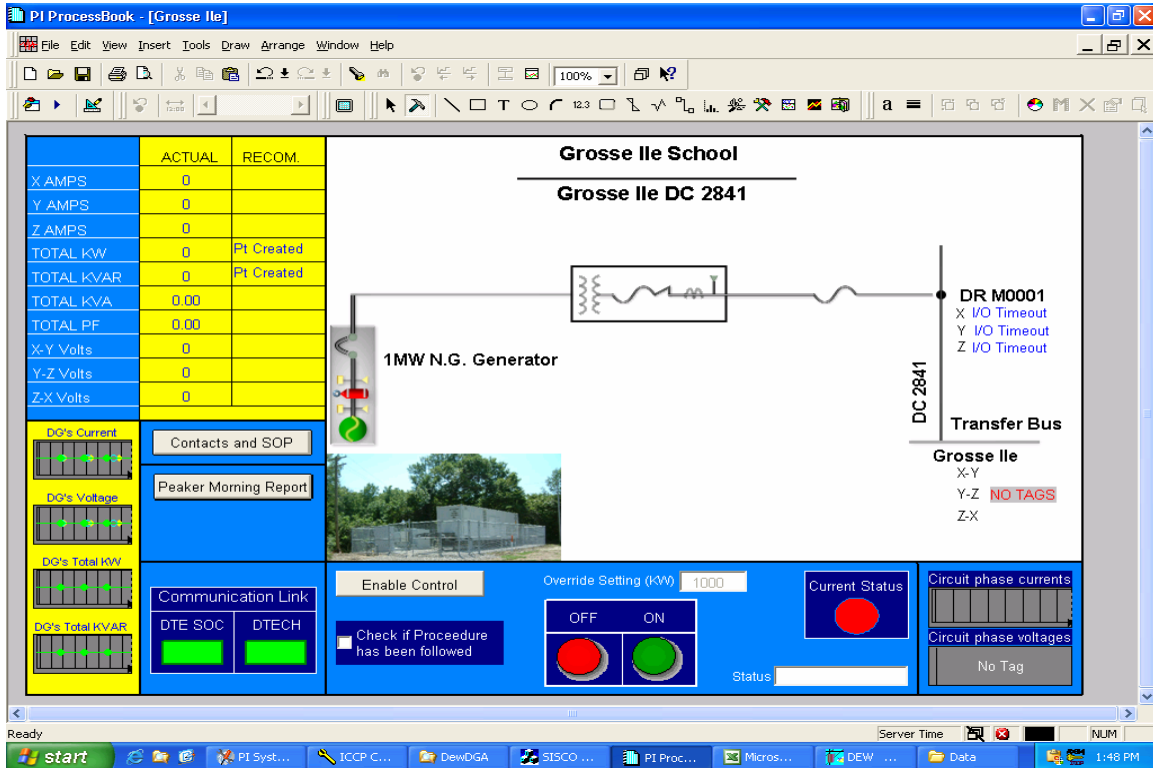 PI ProcessBook - [Grosse Ile]
File Edit View Insert Tools Draw Arrange Window Help
100%
12.3
a
ACTUAL RECOM.
X AMPS 0
Y AMPS 0
Z AMPS 0
TOTAL KW 0 Pt Created
TOTAL KVAR 0 Pt Created
TOTAL KVA 0.00
TOTAL PF 0.00
X-Y Volts 0
Y-Z Volts 0
Z-X Volts 0
Grosse Ile School
Grosse Ile DC 2841
1MW N.G. Generator
DR M0001
X I/O Timeout
Y I/O Timeout
Z I/O Timeout
DC 2841
Transfer Bus
Grosse Ile
X-Y
Y-Z NO TAGS
Z-X
DG's Current
DG's Voltage
DG's Total KW
DG's Total KVAR
Contacts and SOP
Peaker Morning Report
Communication Link
DTE SOC DTECH
Enable Control
Check if Proceedure
has been followed
Override Setting (KW) 1000
OFF ON
Current Status
Status
Circuit phase currents
Circuit phase voltages
No Tag
Ready Server Time NUM
start PI Syst... ICCP C... DewDGA SISCO ... PI Proc... Micros... DEW ... Data 1:48 PM